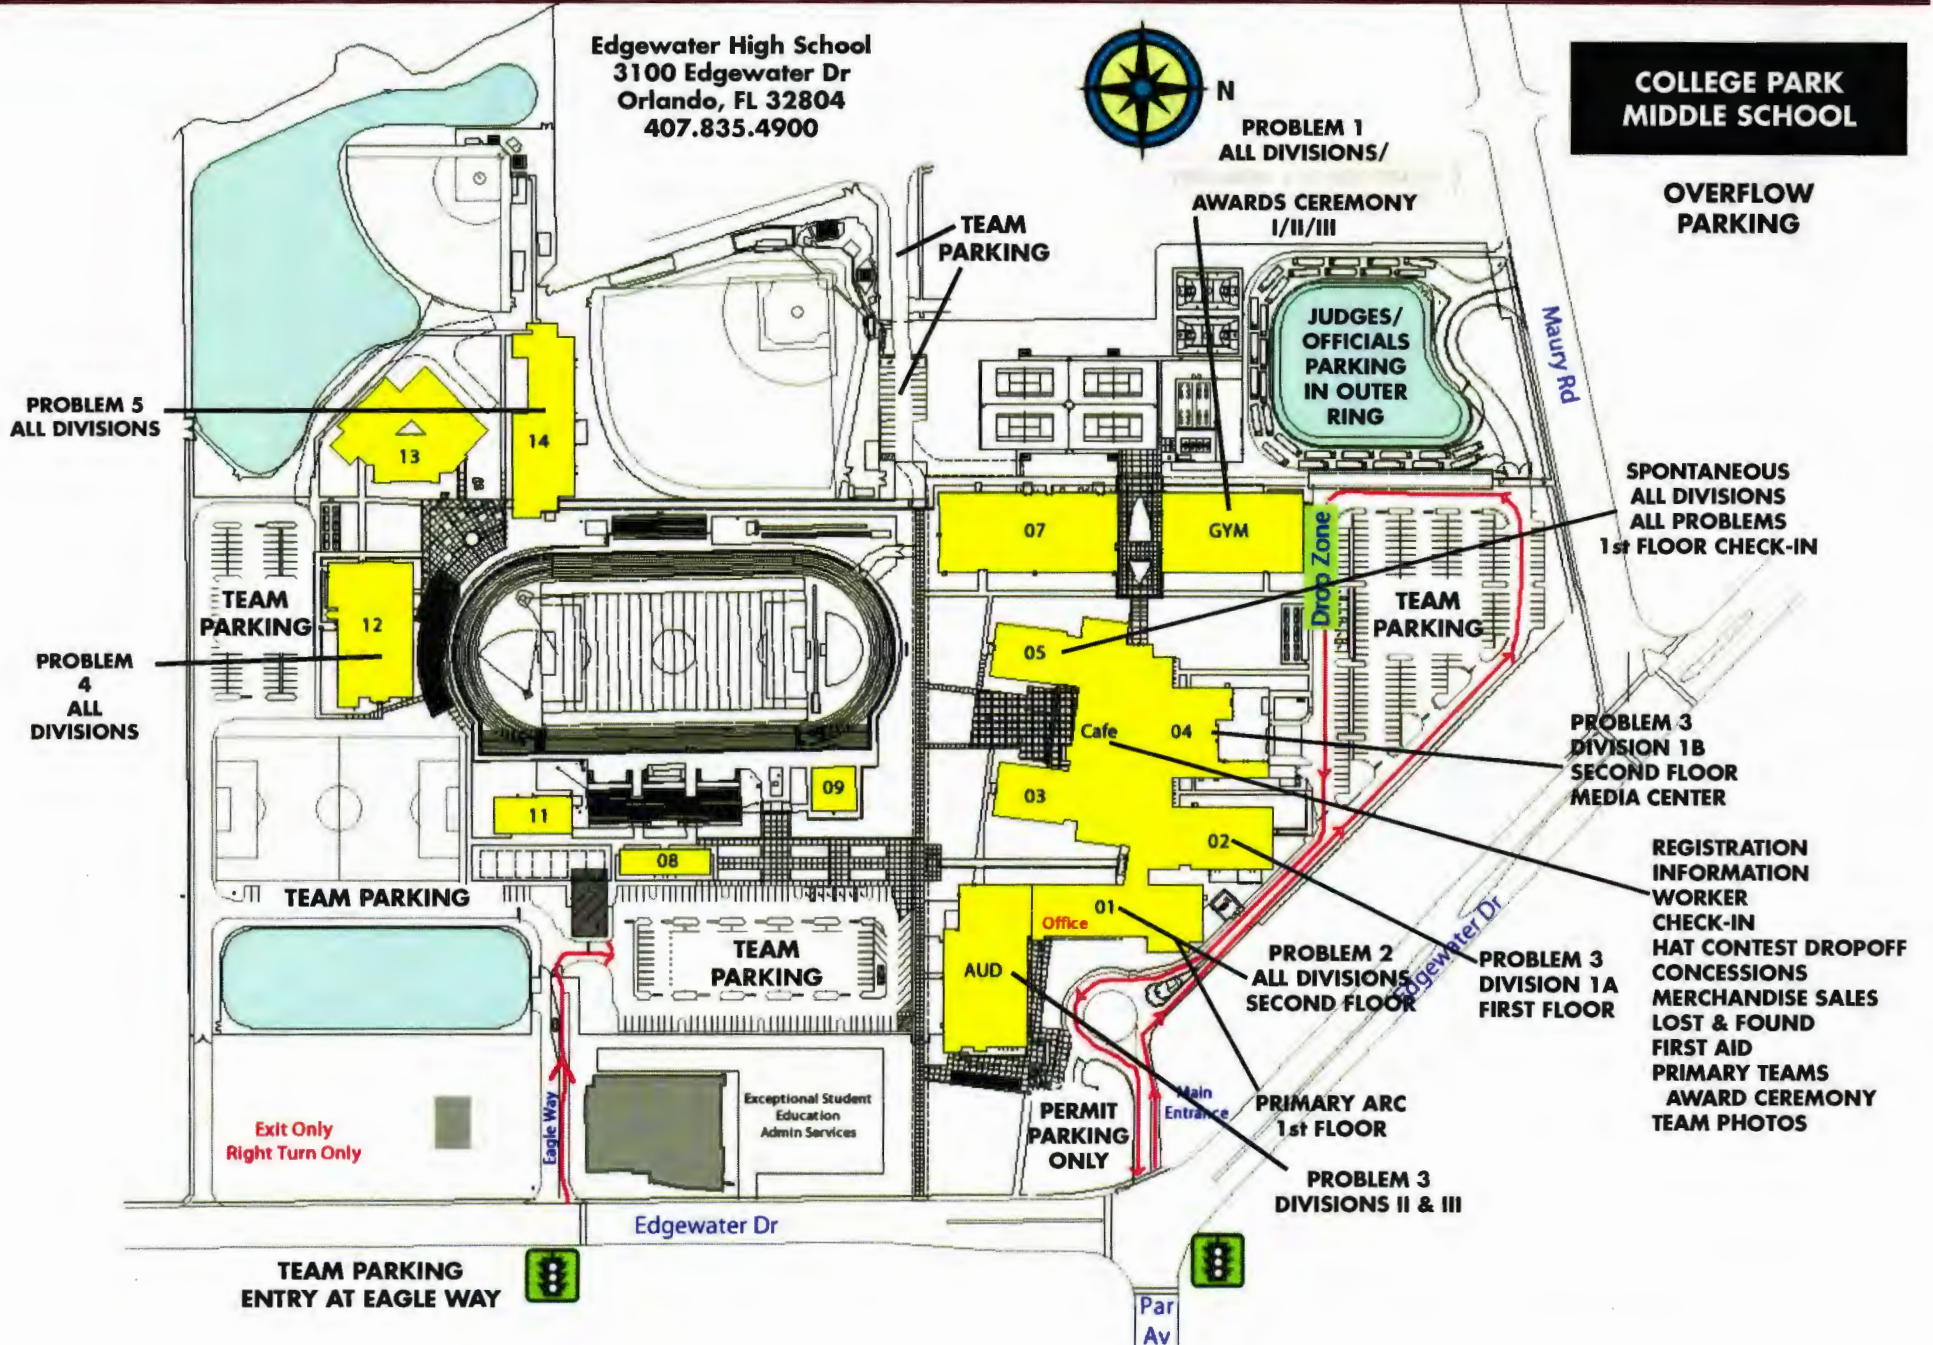 Edgewater High School
3100 Edgewater Dr
Orlando, FL 32804
407.835.4900
N
COLLEGE PARK
MIDDLE SCHOOL
OVERFLOW
PARKING
PROBLEM 1
ALL DIVISIONS/
AWARDS CEREMONY
I/II/III
TEAM
PARKING
JUDGES/
OFFICIALS
PARKING
IN OUTER
RING
Maury Rd
PROBLEM 5
ALL DIVISIONS
13
14
SPONTANEOUS
ALL DIVISIONS
ALL PROBLEMS
1st FLOOR CHECK-IN
07
GYM
Drop Zone
TEAM
PARKING
TEAM
PARKING
12
05
PROBLEM
4
ALL
DIVISIONS
Cafe
04
PROBLEM 3
DIVISION 1B
SECOND FLOOR
MEDIA CENTER
09
03
11
02
08
REGISTRATION
INFORMATION
WORKER
CHECK-IN
HAT CONTEST DROPOFF
CONCESSIONS
MERCHANDISE SALES
LOST & FOUND
FIRST AID
PRIMARY TEAMS
AWARD CEREMONY
TEAM PHOTOS
TEAM PARKING
01
Office
TEAM
PARKING
AUD
PROBLEM 2
ALL DIVISIONS
SECOND FLOOR
Edgewater Dr
PROBLEM 3
DIVISION 1A
FIRST FLOOR
Eagle Way
Exceptional Student
Education
Admin Services
Exit Only
Right Turn Only
PERMIT
PARKING
ONLY
Main
Entrance
PRIMARY ARC
1st FLOOR
PROBLEM 3
DIVISIONS II & III
Edgewater Dr
TEAM PARKING
ENTRY AT EAGLE WAY
Par
Av